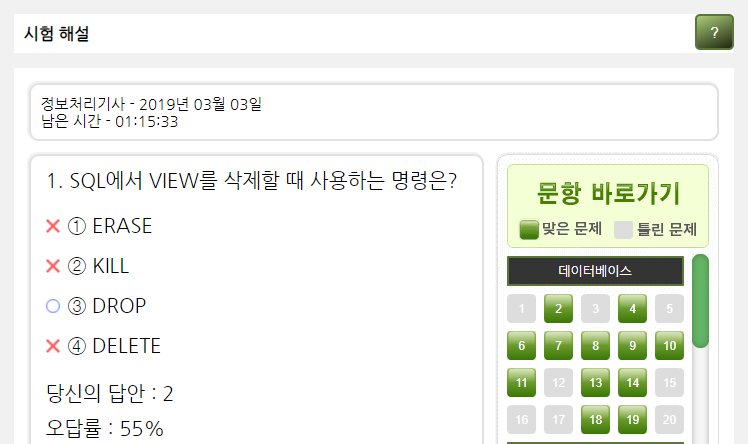 시험 해설
?
정보처리기사 - 2019년 03월 03일
남은 시간 - 01:15:33
1. SQL에서 VIEW를 삭제할 때 사용하는 명령은?
① ERASE
② KILL
③ DROP
④ DELETE
당신의 답안 : 2
오답률 : 55%
문항 바로가기
맞은 문제 틀린 문제
데이터베이스
1 2 3 4 5
6 7 8 9 10
11 12 13 14 15
16 17 18 19 20